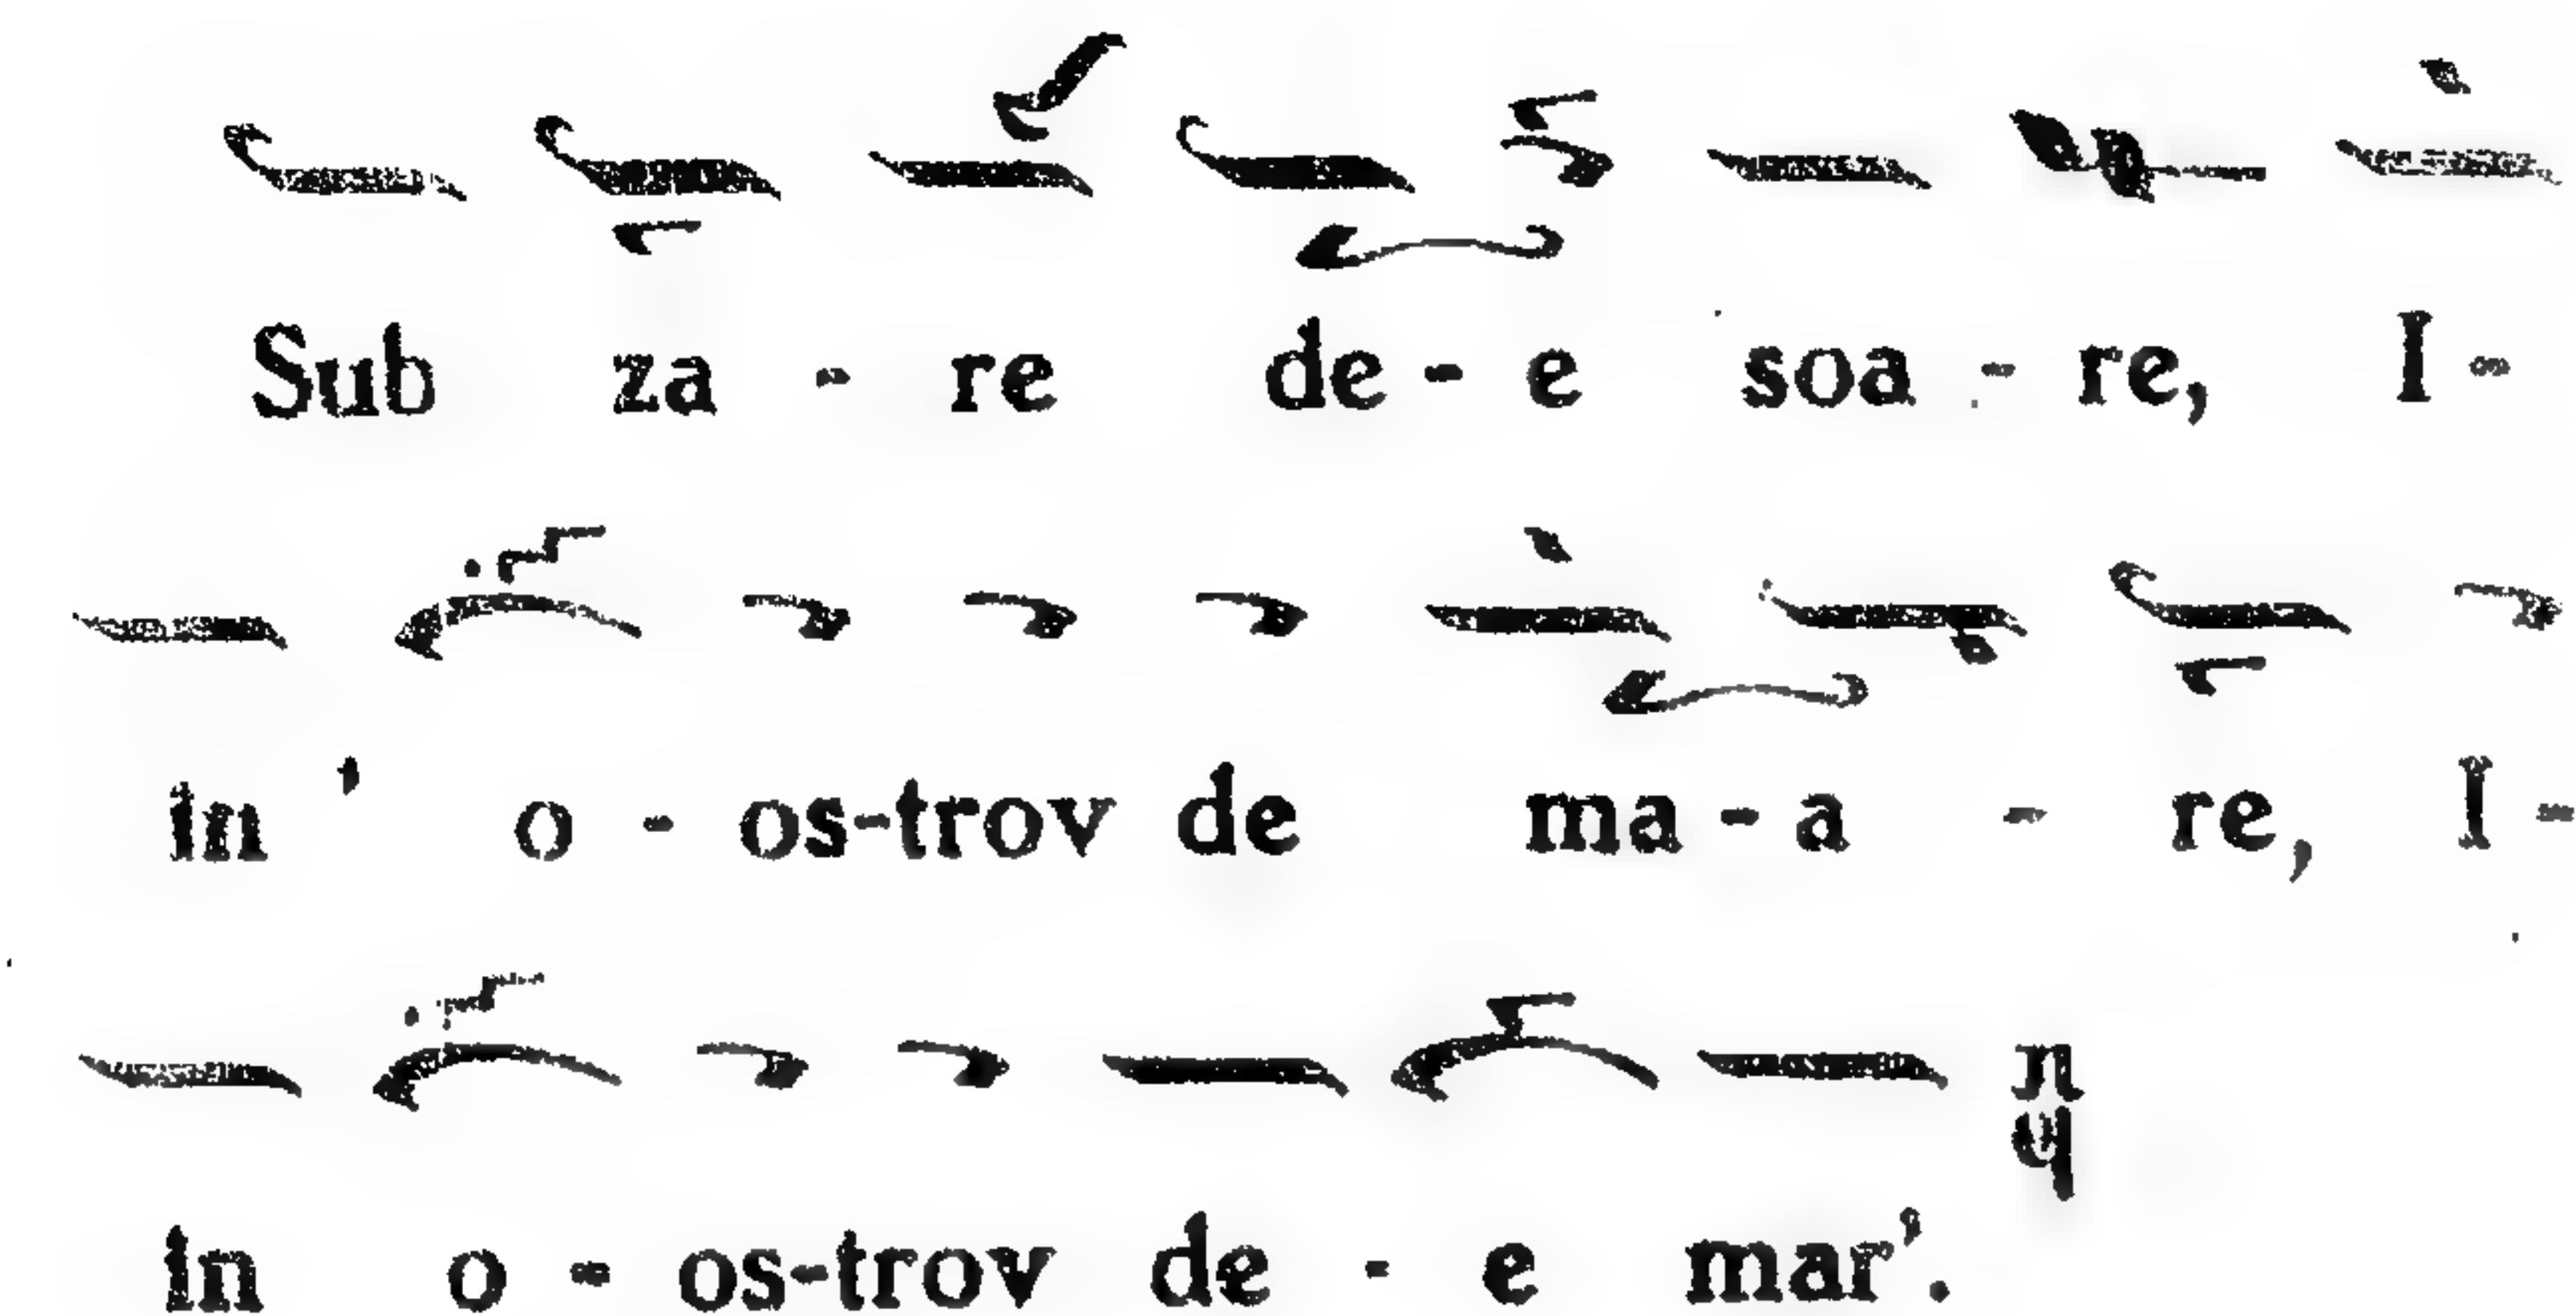 Sub za - re de - e soa - re, I -
in ' o - os-trov de ma - a - re, I -
in o - os-trov de - e mar'.